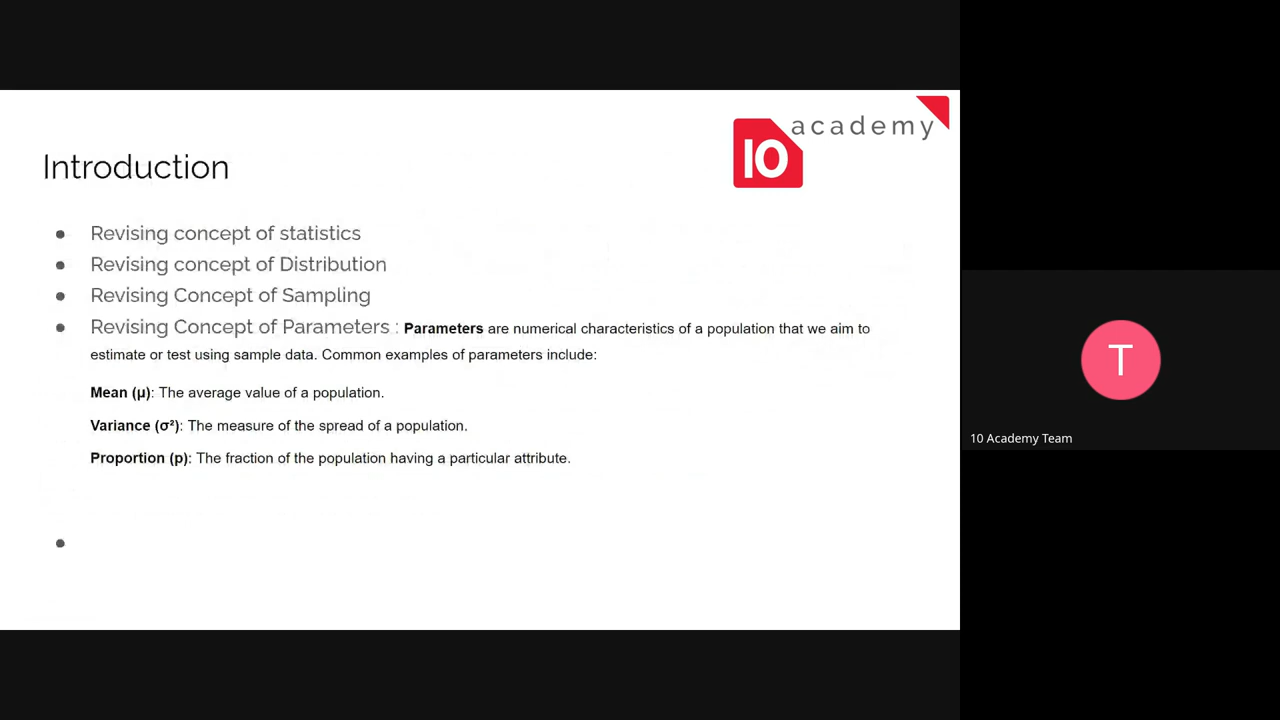 academy
10
Introduction
● Revising concept of statistics
● Revising concept of Distribution
● Revising Concept of Sampling
● Revising Concept of Parameters : Parameters are numerical characteristics of a population that we aim to
estimate or test using sample data. Common examples of parameters include:
Mean (μ): The average value of a population.
Variance (σ²): The measure of the spread of a population.
Proportion (p): The fraction of the population having a particular attribute.
●
T
10 Academy Team